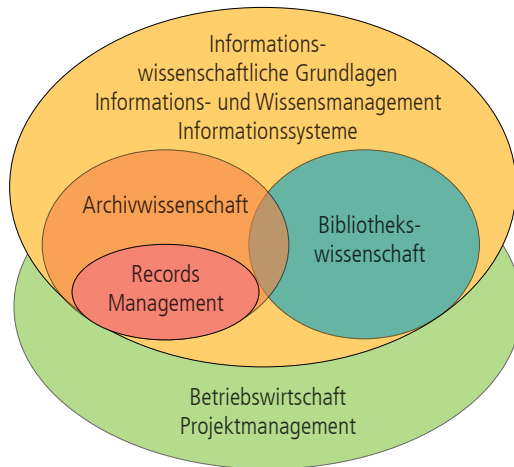 Informations-
wissenschaftliche Grundlagen
Informations- und Wissensmanagement
Informationssysteme
Archivwissenschaft
Bibliotheks-
wissenschaft
Records
Management
Betriebswirtschaft
Projektmanagement